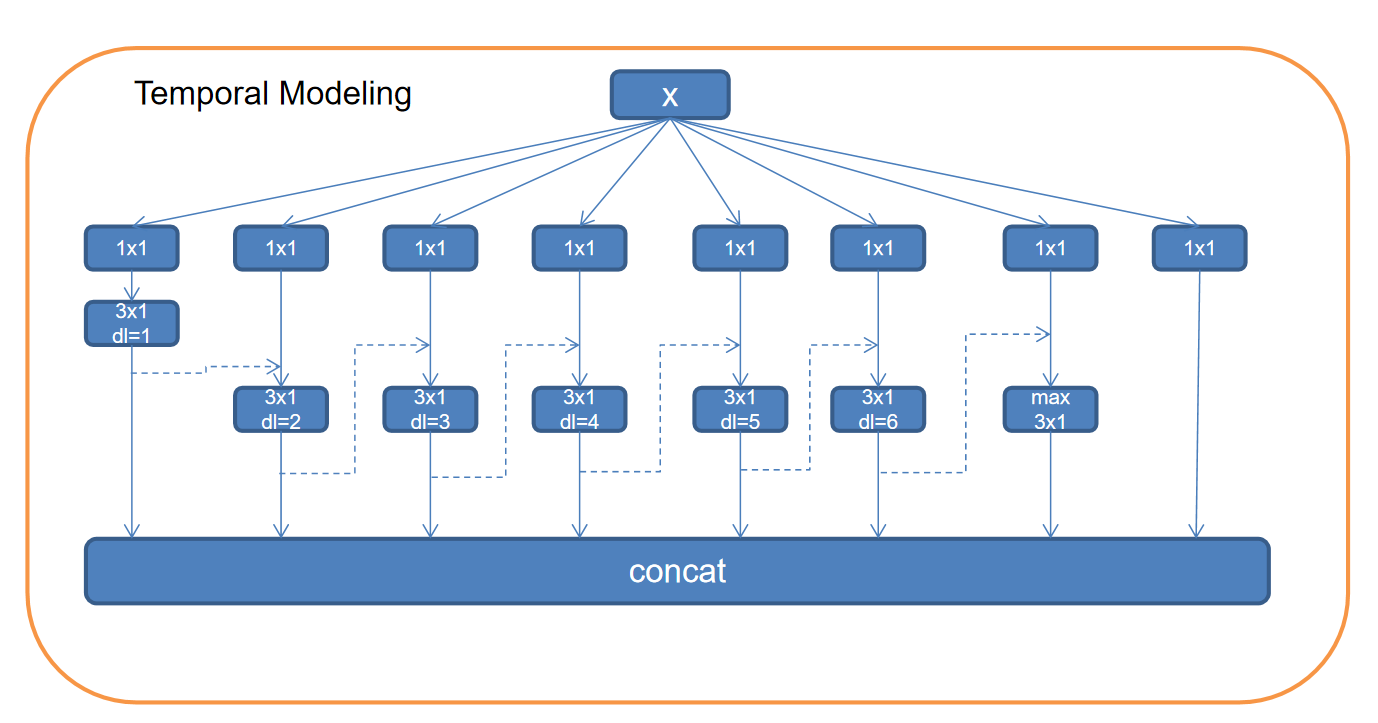 Temporal Modeling
x
1x1
1x1
1x1
1x1
1x1
1x1
1x1
1x1
3x1
dl=1
3x1
dl=2
3x1
dl=3
3x1
dl=4
3x1
dl=5
3x1
dl=6
max
3x1
concat